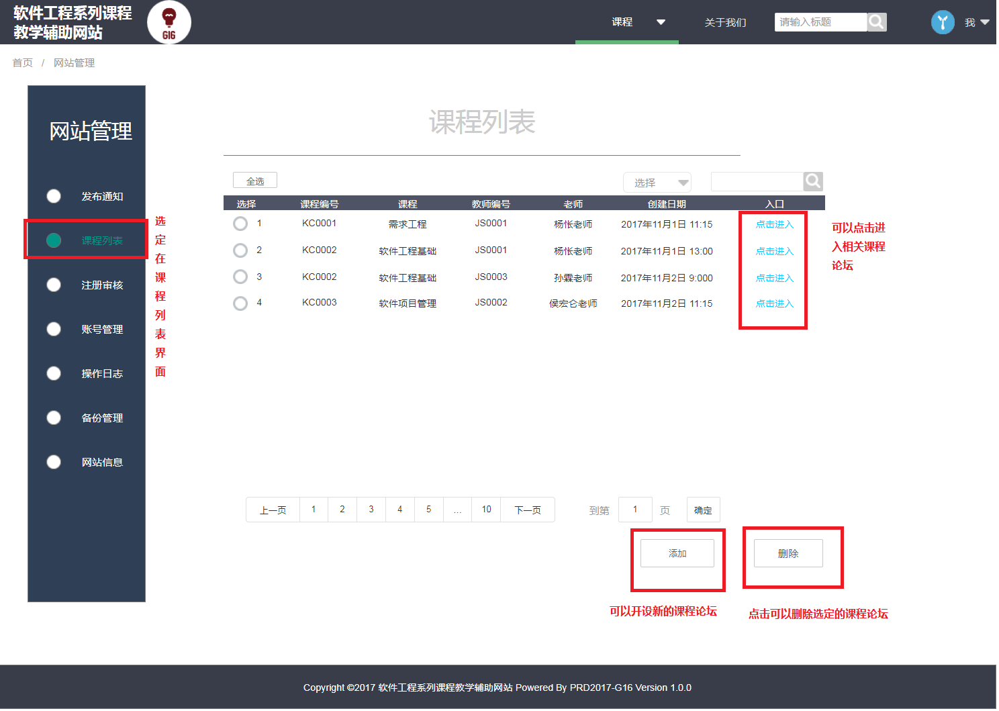 软件工程系列课程
教学辅助网站
G16
课程
关于我们
请输入标题
我
首页 / 网站管理
网站管理
发布通知
课程列表
注册审核
账号管理
操作日志
备份管理
网站信息
选
定
在
课
程
列
表
界
面
课程列表
全选
选择
选择 课程编号 课程 教师编号 老师 创建日期 入口
1 KC0001 需求工程 JS0001 杨怅老师 2017年11月1日 11:15 点击进入
2 KC0002 软件工程基础 JS0001 杨怅老师 2017年11月1日 13:00 点击进入
3 KC0002 软件工程基础 JS0003 孙霖老师 2017年11月2日 9:000 点击进入
4 KC0003 软件项目管理 JS0002 侯宏仑老师 2017年11月2日 11:15 点击进入
可以点击进
入相关课程
论坛
上一页 1 2 3 4 5 ... 10 下一页 到第 1 页 确定
添加
删除
可以开设新的课程论坛
点击可以删除选定的课程论坛
Copyright ©2017 软件工程系列课程教学辅助网站 Powered By PRD2017-G16 Version 1.0.0